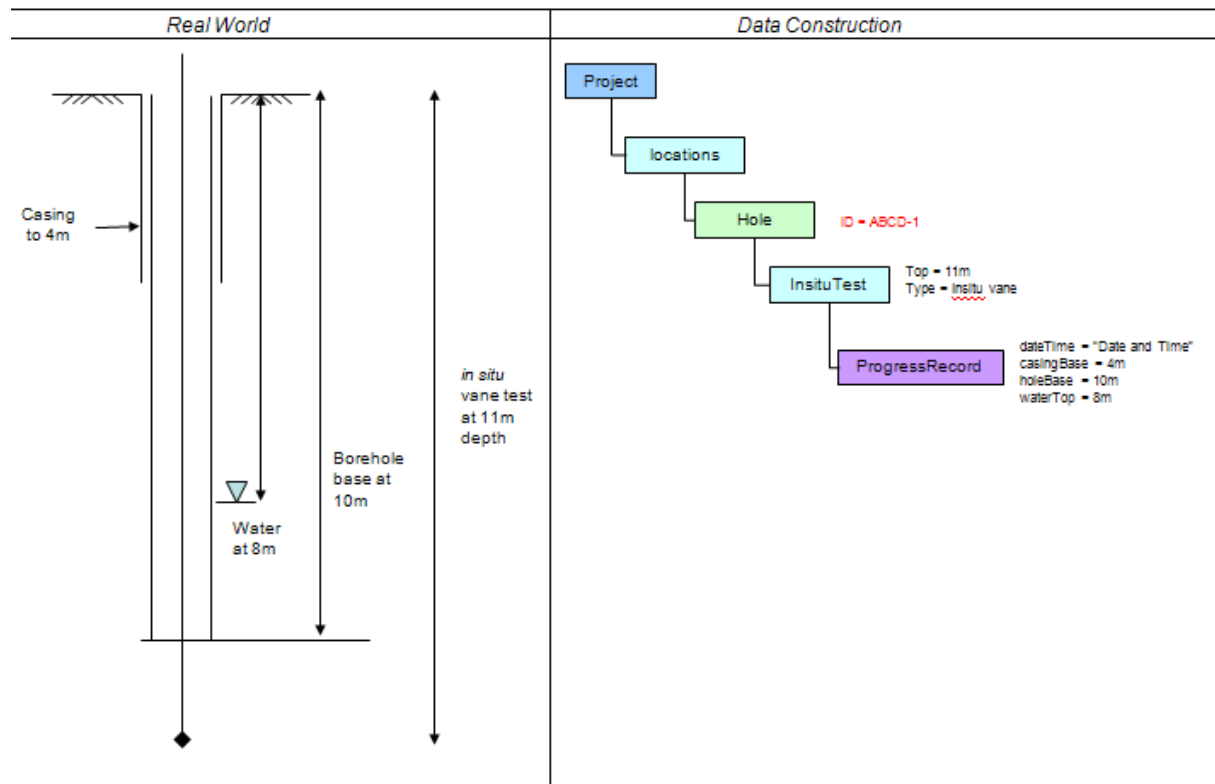 Real World
Data Construction
Casing
to 4m
Water
at 8m
Borehole
base at
10m
in situ
vane test
at 11m
depth
Project
locations
Hole
ID = ABCD-1
InsituTest
Top = 11m
Type = Insitu vane
ProgressRecord
dateTime = "Date and Time"
casingBase = 4m
holeBase = 10m
waterTop = 8m